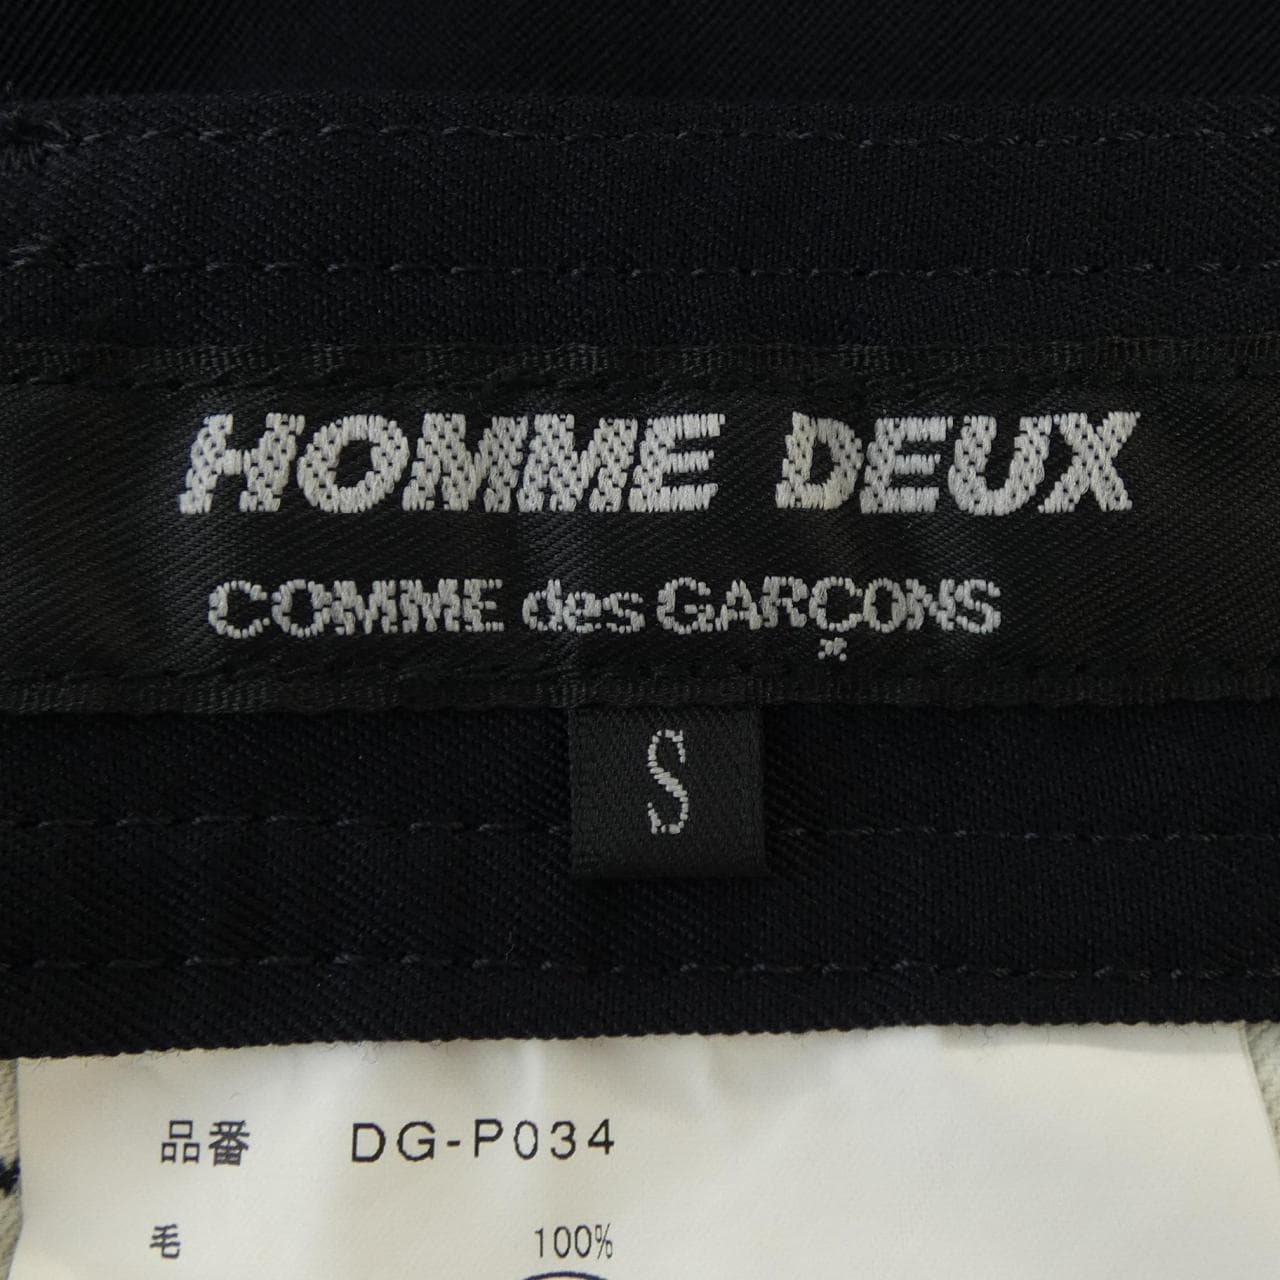 HOMME DEUX
COMME des GARÇONS
S
品番 DG-P034
毛 100%